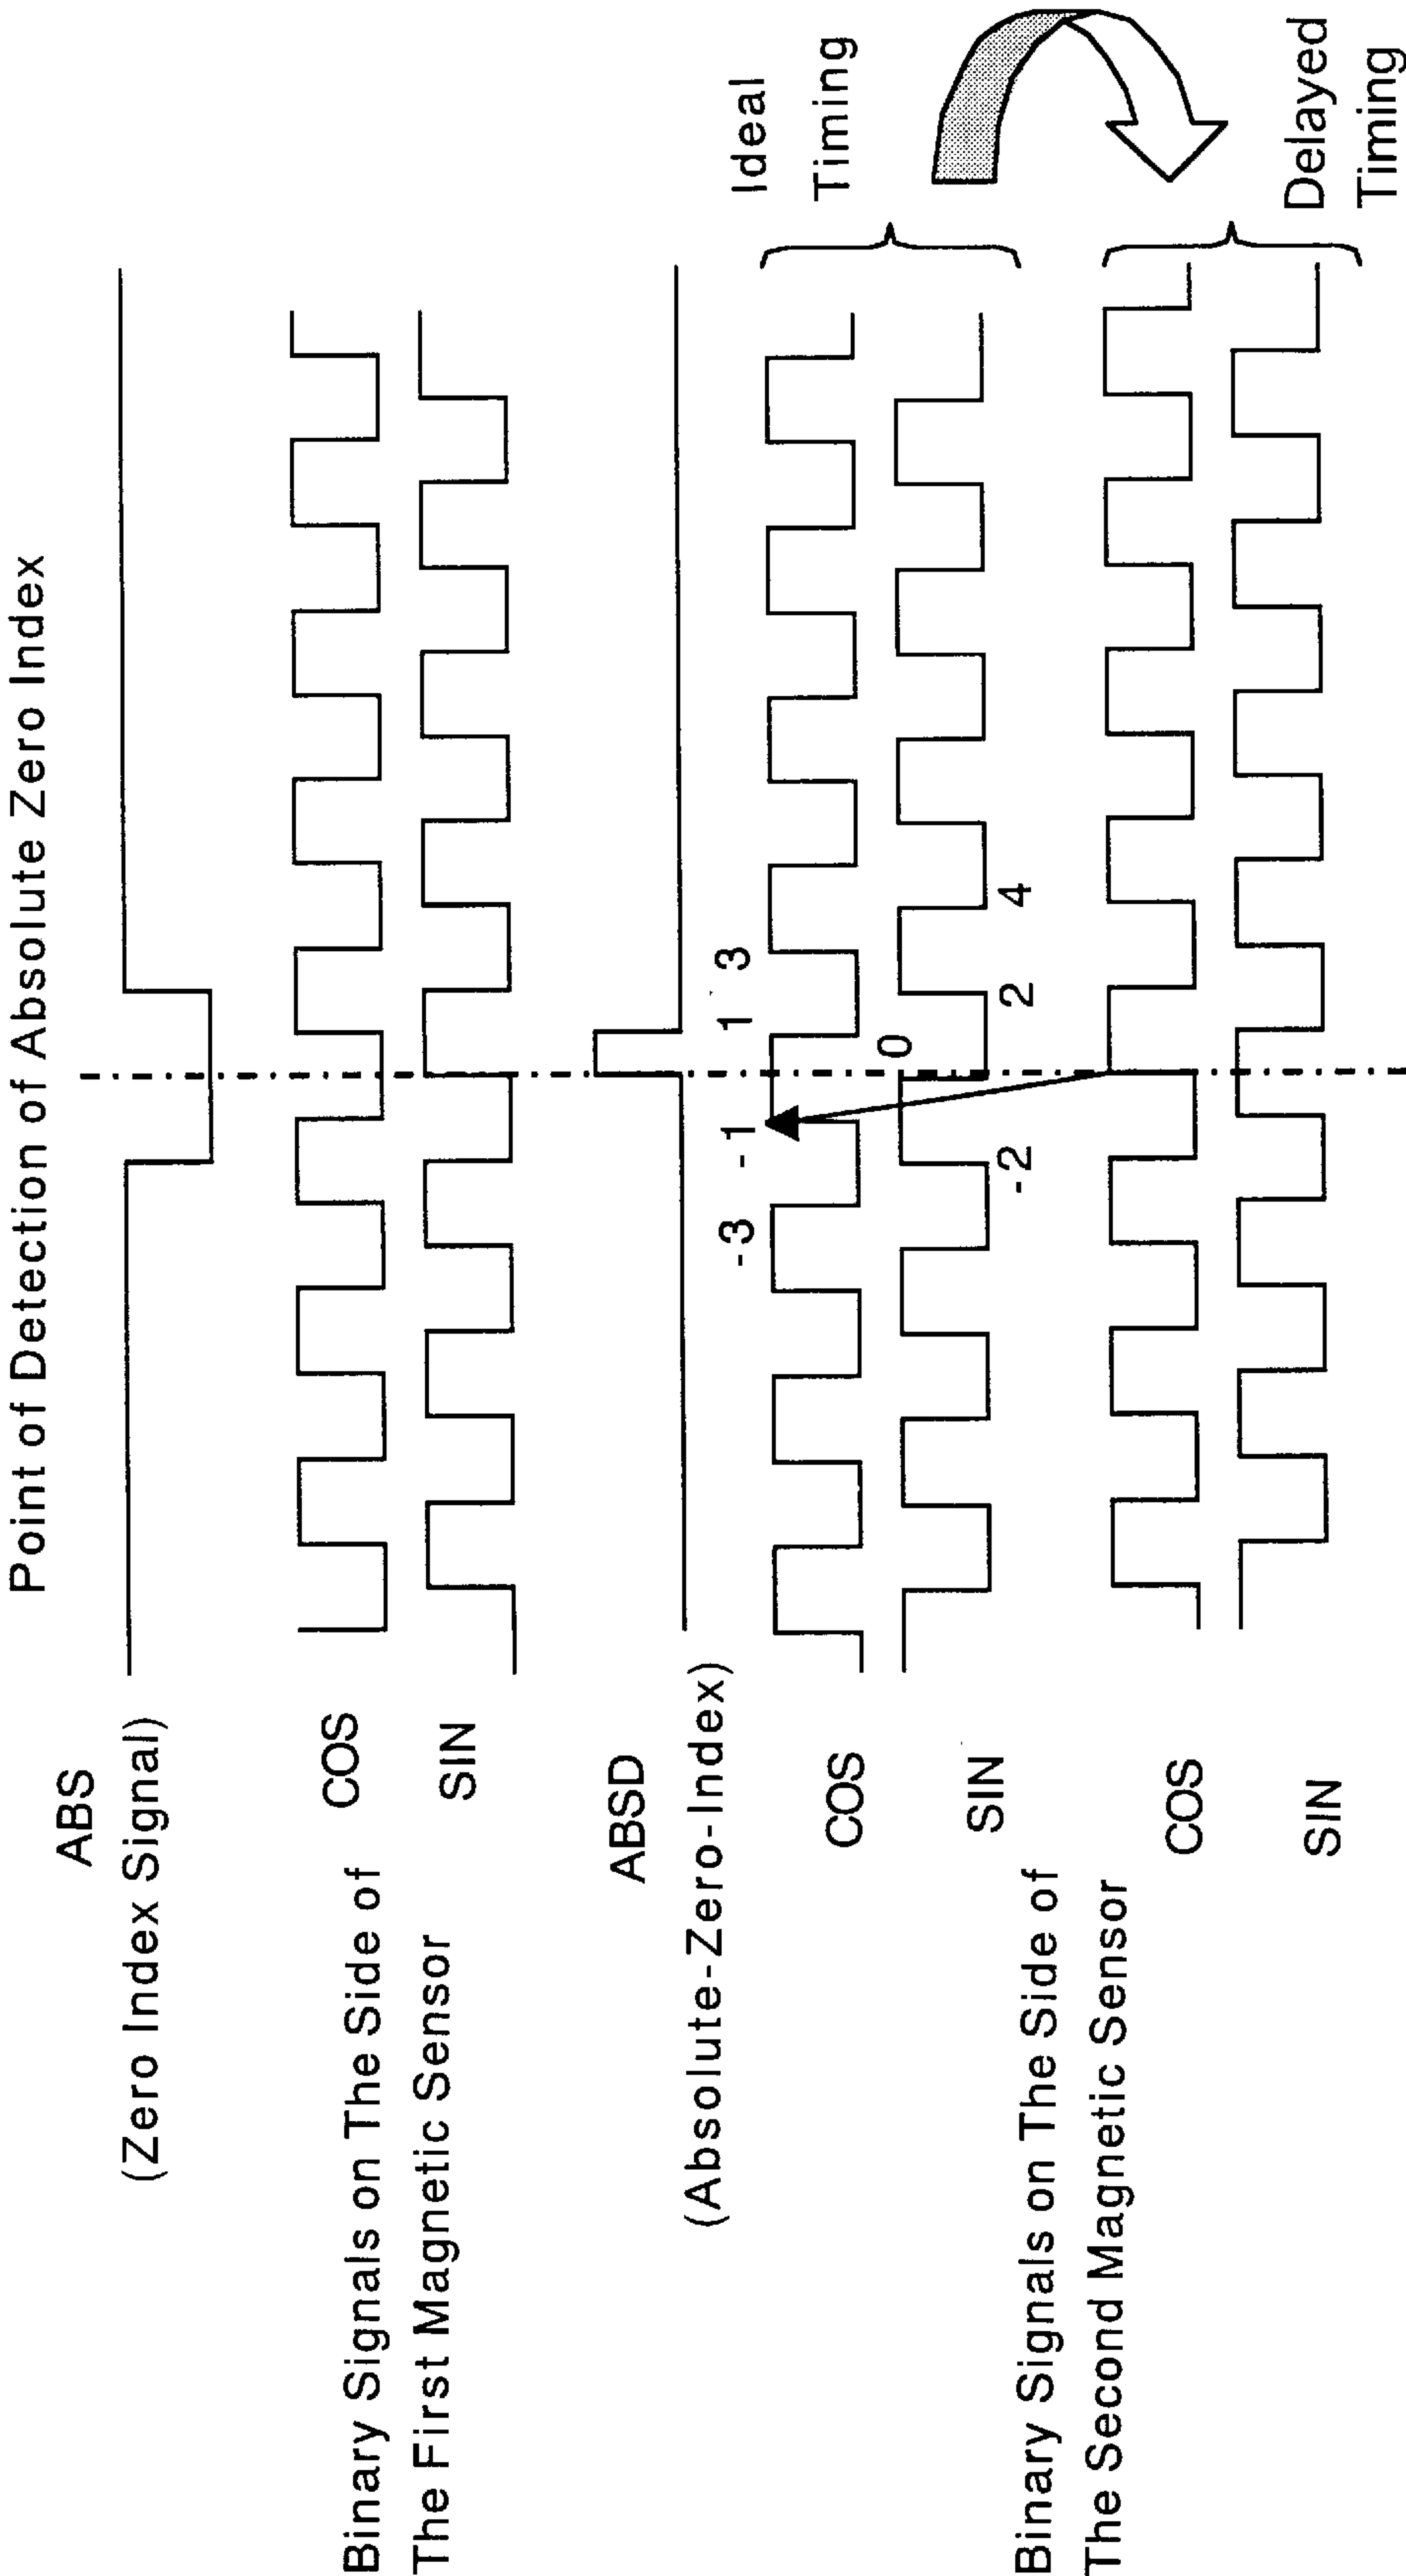 Point of Detection of Absolute Zero Index
ABS
(Zero Index Signal)
Binary Signals on The Side of
The First Magnetic Sensor
COS
SIN
ABSD
(Absolute-Zero-Index)
-3
-1
1
3
COS
0
SIN
-2
2
4
Ideal
Timing
Binary Signals on The Side of
The Second Magnetic Sensor
COS
SIN
Delayed
Timing